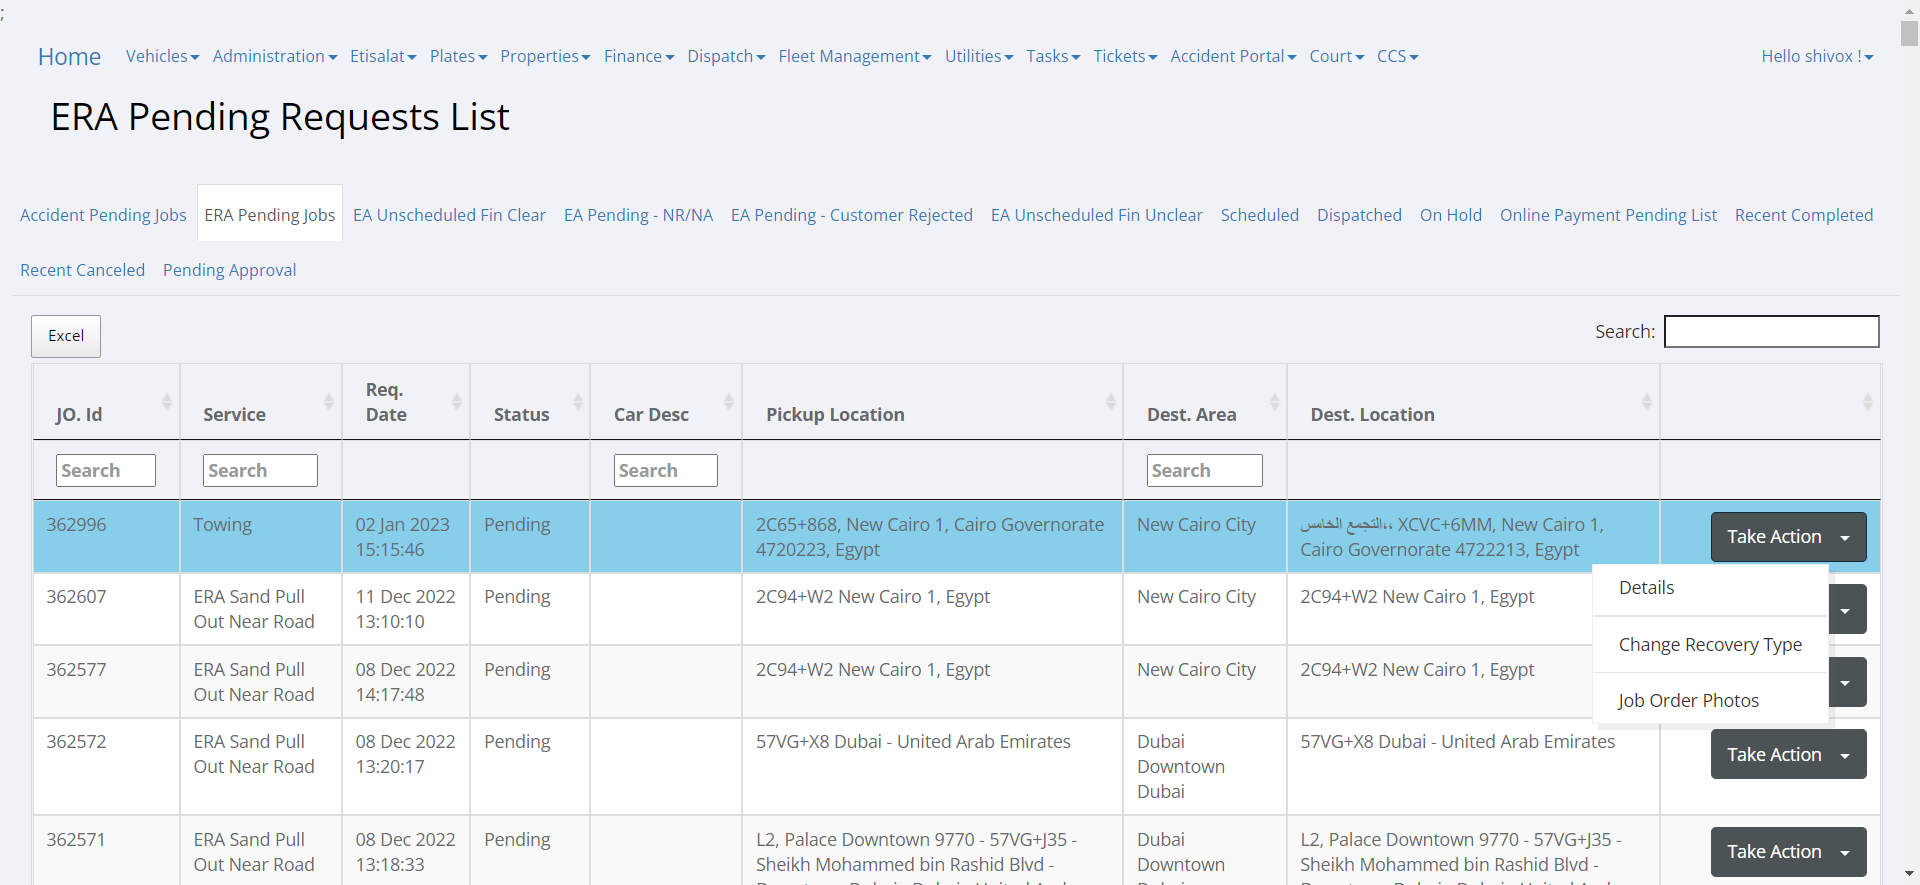 ;
Home Vehicles Administration Etisalat Plates Properties Finance Dispatch Fleet Management Utilities Tasks Tickets Accident Portal Court CCS Hello shivox !
ERA Pending Requests List
Accident Pending Jobs ERA Pending Jobs EA Unscheduled Fin Clear EA Pending - NR/NA EA Pending - Customer Rejected EA Unscheduled Fin Unclear Scheduled Dispatched On Hold Online Payment Pending List Recent Completed
Recent Canceled Pending Approval
Excel
Search:
JO. Id
Service
Req.
Date
Status
Car Desc
Pickup Location
Dest. Area
Dest. Location
Search Search Search Search
362996
Towing
02 Jan 2023
15:15:46
Pending
2C65+868, New Cairo 1, Cairo Governorate
4720223, Egypt
New Cairo City
التجمع الخامس،، XCVC+6MM, New Cairo 1,
Cairo Governorate 4722213, Egypt
Take Action
Details
Change Recovery Type
Job Order Photos
362607
ERA Sand Pull
Out Near Road
11 Dec 2022
13:10:10
Pending
2C94+W2 New Cairo 1, Egypt
New Cairo City
2C94+W2 New Cairo 1, Egypt
362577
ERA Sand Pull
Out Near Road
08 Dec 2022
14:17:48
Pending
2C94+W2 New Cairo 1, Egypt
New Cairo City
2C94+W2 New Cairo 1, Egypt
362572
ERA Sand Pull
Out Near Road
08 Dec 2022
13:20:17
Pending
57VG+X8 Dubai - United Arab Emirates
Dubai
Downtown
Dubai
57VG+X8 Dubai - United Arab Emirates
Take Action
362571
ERA Sand Pull
Out Near Road
08 Dec 2022
13:18:33
Pending
L2, Palace Downtown 9770 - 57VG+J35 -
Sheikh Mohammed bin Rashid Blvd -
Dubai
Downtown
L2, Palace Downtown 9770 - 57VG+J35 -
Sheikh Mohammed bin Rashid Blvd -
Take Action